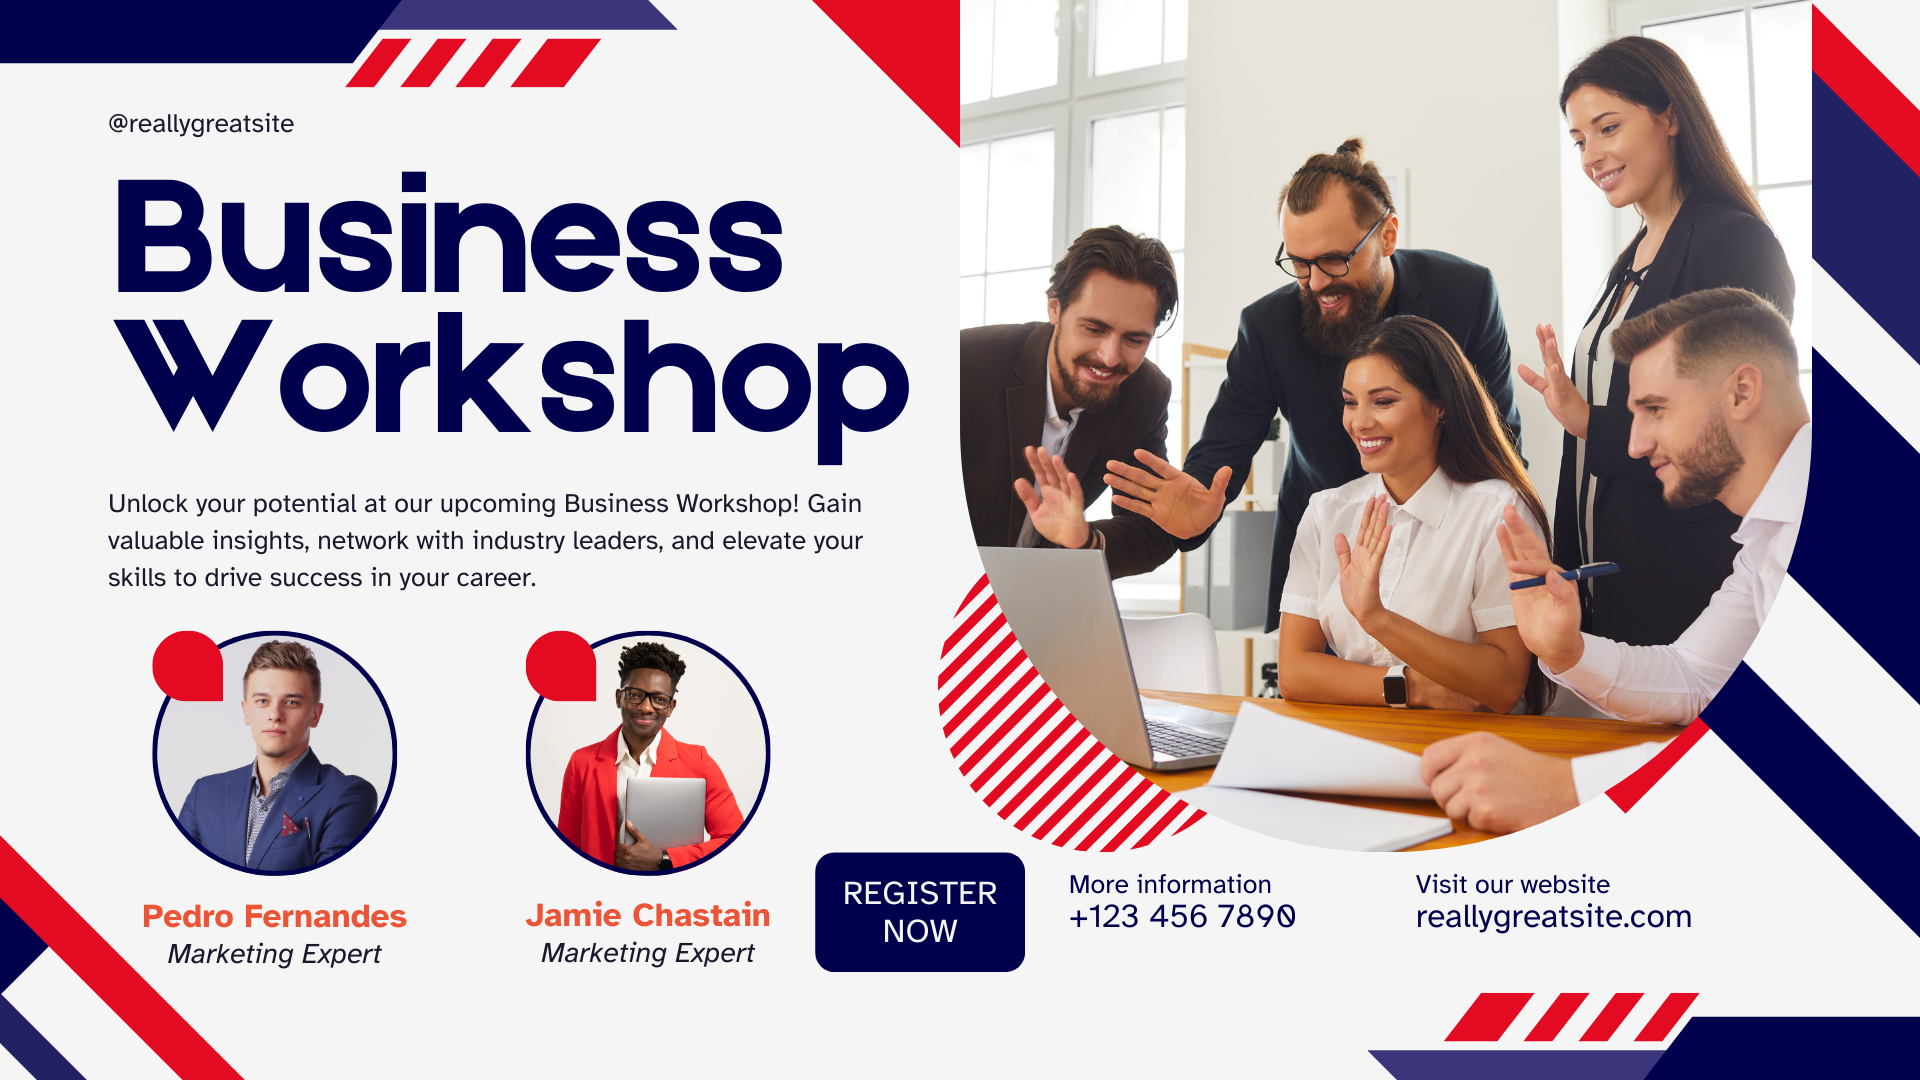 @reallygreatsite
Business
Workshop
Unlock your potential at our upcoming Business Workshop! Gain
valuable insights, network with industry leaders, and elevate your
skills to drive success in your career.
Pedro Fernandes
Marketing Expert
Jamie Chastain
Marketing Expert
REGISTER
NOW
More information
+123 456 7890
Visit our website
reallygreatsite.com